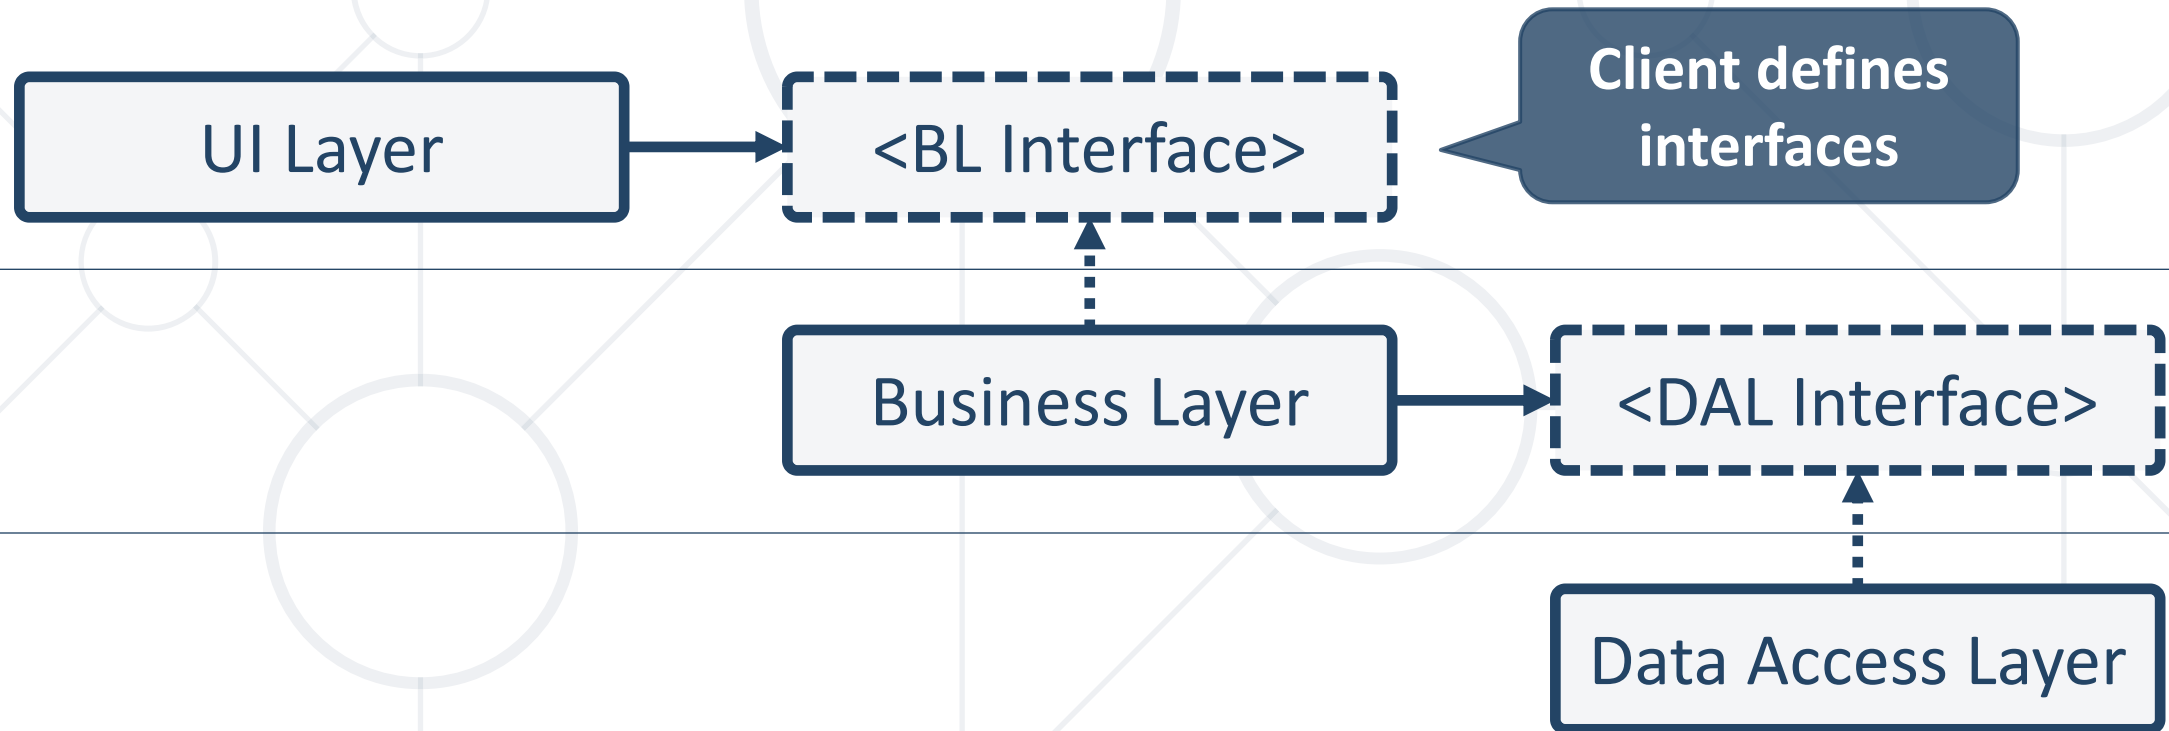 UI Layer
<BL Interface>
Client defines
interfaces
Business Layer
<DAL Interface>
Data Access Layer